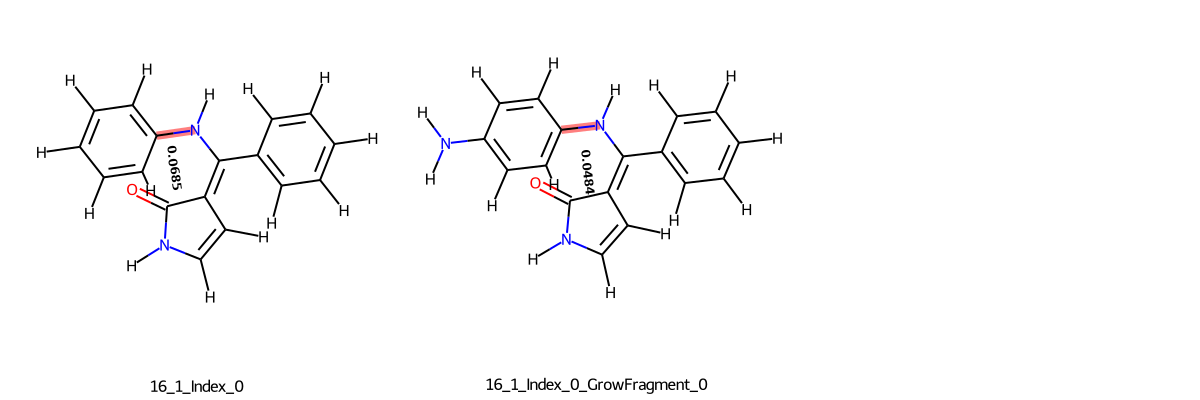 H H H H H H
H H H H H
N N
H H
H N
0.0685 0.0484
H H
O H O H
H H H H
H H
H H
N N
H H
H H
16_1_Index_0
16_1_Index_0_GrowFragment_0